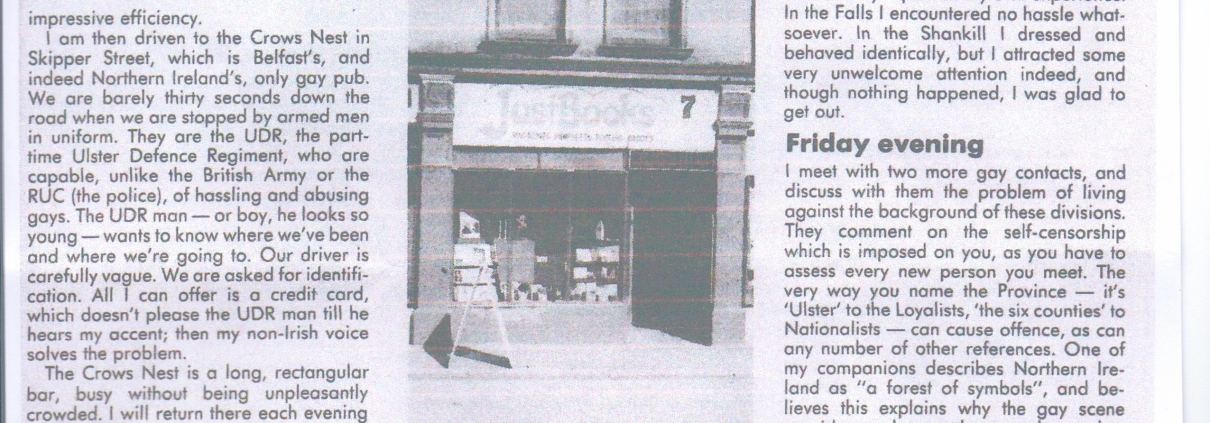 impressive efficiency.
I am then driven to the Crows Nest in
Skipper Street, which is Belfast's, and
indeed Northern Ireland's, only gay pub.
We are barely thirty seconds down the
road when we are stopped by armed men
in uniform. They are the UDR, the part-
time Ulster Defence Regiment, who are
capable, unlike the British Army or the
RUC (the police), of hassling and abusing
gays. The UDR man — or boy, he looks so
young — wants to know where we've been
and where we're going to. Our driver is
carefully vague. We are asked for identifi-
cation. All I can offer is a credit card,
which doesn't please the UDR man till he
hears my accent; then my non-Irish voice
solves the problem.
The Crows Nest is a long, rectangular
bar, busy without being unpleasantly
crowded. I will return there each evening
JustBooks
7
In the Falls I encountered no hassle what-
soever. In the Shankill I dressed and
behaved identically, but I attracted some
very unwelcome attention indeed, and
though nothing happened, I was glad to
get out.
Friday evening
I meet with two more gay contacts, and
discuss with them the problem of living
against the background of these divisions.
They comment on the self-censorship
which is imposed on you, as you have to
assess every new person you meet. The
very way you name the Province — it's
'Ulster' to the Loyalists, 'the six counties' to
Nationalists — can cause offence, as can
any number of other references. One of
my companions describes Northern Ire-
land as "a forest of symbols", and be-
lieves this explains why the gay scene